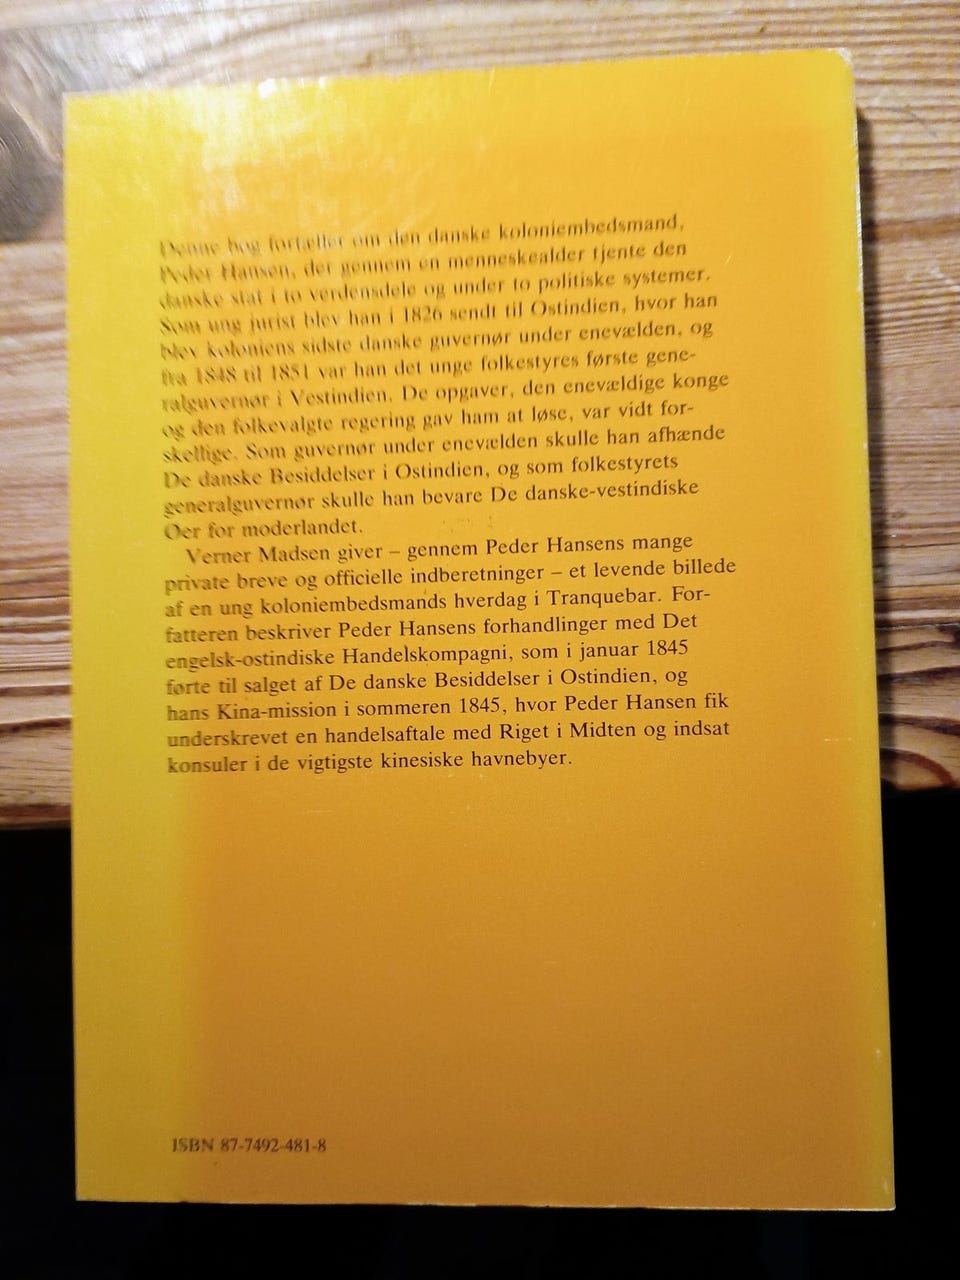 Denne bog fortæller om den danske koloniembedsmand,
Peder Hansen, der gennem en menneskealder tjente den
danske stat i to verdensdele og under to politiske systemer.
Som ung jurist blev han i 1826 sendt til Ostindien, hvor han
blev koloniens sidste danske guvernør under enevælden, og
fra 1848 til 1851 var han det unge folkestyres første gene-
ralguvernør i Vestindien. De opgaver, den enevældige konge
og den folkevalgte regering gav ham at løse, var vidt for-
skellige. Som guvernør under enevælden skulle han afhænde
De danske Besiddelser i Ostindien, og som folkestyrets
generalguvernør skulle han bevare De danske-vestindiske
Øer for moderlandet.
Verner Madsen giver – gennem Peder Hansens mange
private breve og officielle indberetninger – et levende billede
af en ung koloniembedsmands hverdag i Tranquebar. For-
fatteren beskriver Peder Hansens forhandlinger med Det
engelsk-ostindiske Handelskompagni, som i januar 1845
førte til salget af De danske Besiddelser i Ostindien, og
hans Kina-mission i sommeren 1845, hvor Peder Hansen fik
underskrevet en handelsaftale med Riget i Midten og indsat
konsuler i de vigtigste kinesiske havnebyer.
ISBN 87-7492-481-8